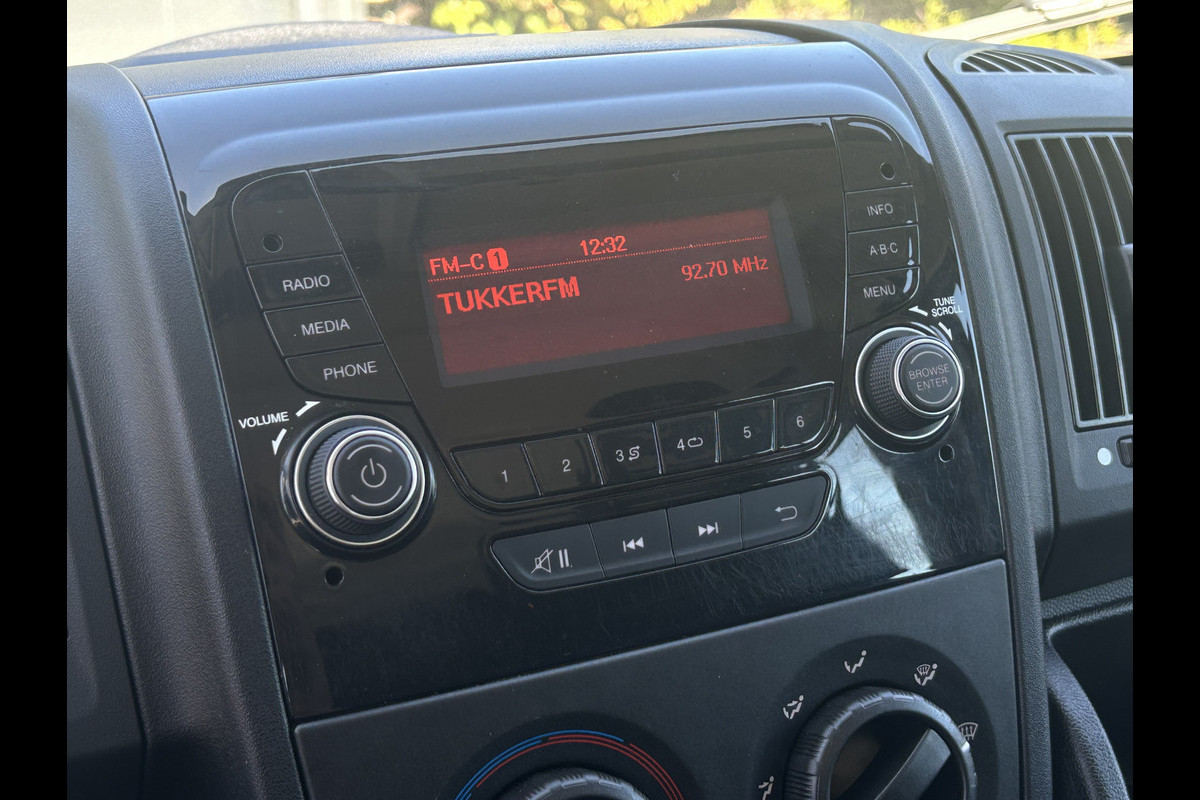 FM-C 1 12:32
TUKKERFM 92.70 MHz
RADIO
MEDIA
PHONE
VOLUME
INFO
A·B·C
MENU
TUNE
SCROLL
BROWSE
ENTER
1 2 3 4 5 6